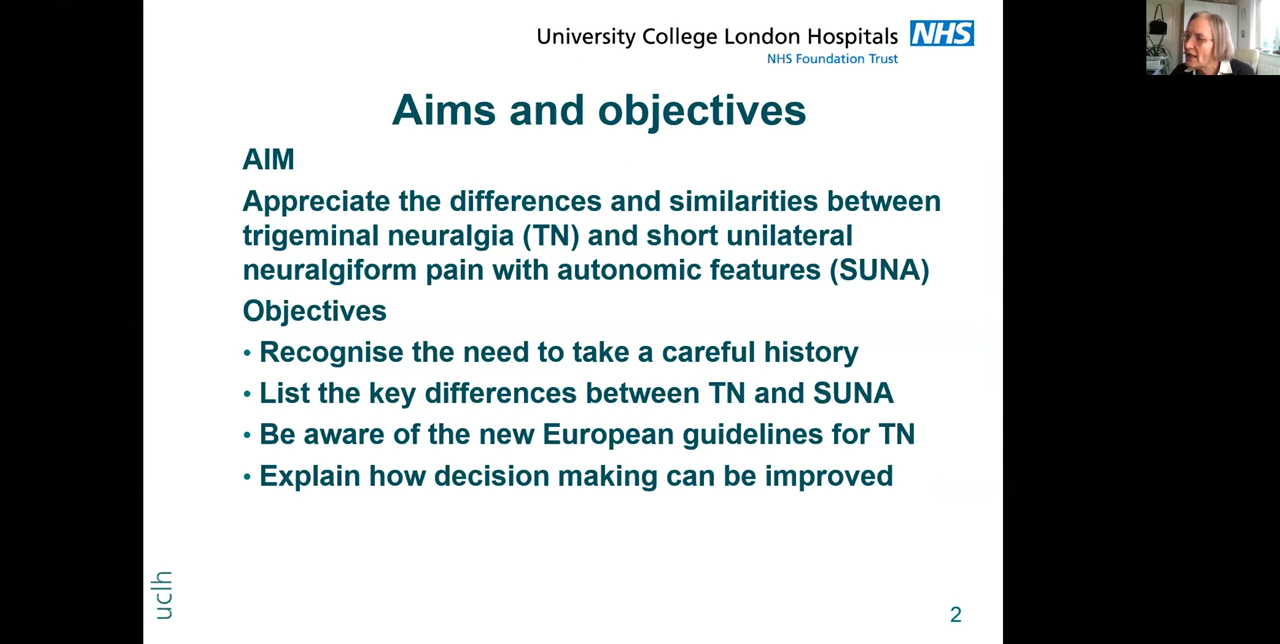 University College London Hospitals NHS
NHS Foundation Trust
Aims and objectives
AIM
Appreciate the differences and similarities between
trigeminal neuralgia (TN) and short unilateral
neuralgiform pain with autonomic features (SUNA)
Objectives
• Recognise the need to take a careful history
• List the key differences between TN and SUNA
• Be aware of the new European guidelines for TN
• Explain how decision making can be improved
uclh
2